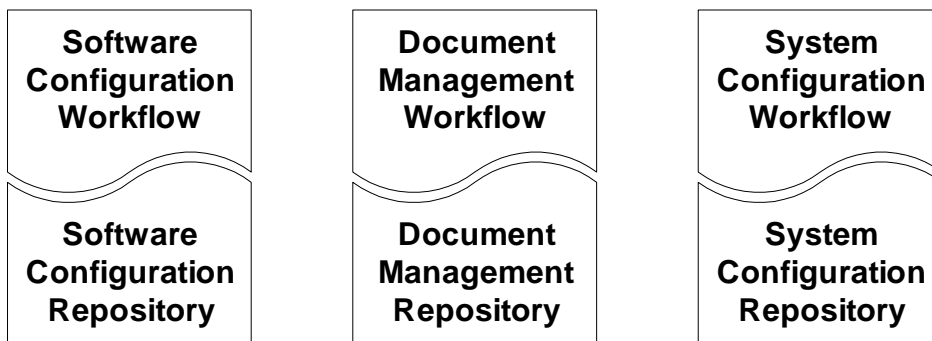 Software
Configuration
Workflow
Document
Management
Workflow
System
Configuration
Workflow
Software
Configuration
Repository
Document
Management
Repository
System
Configuration
Repository